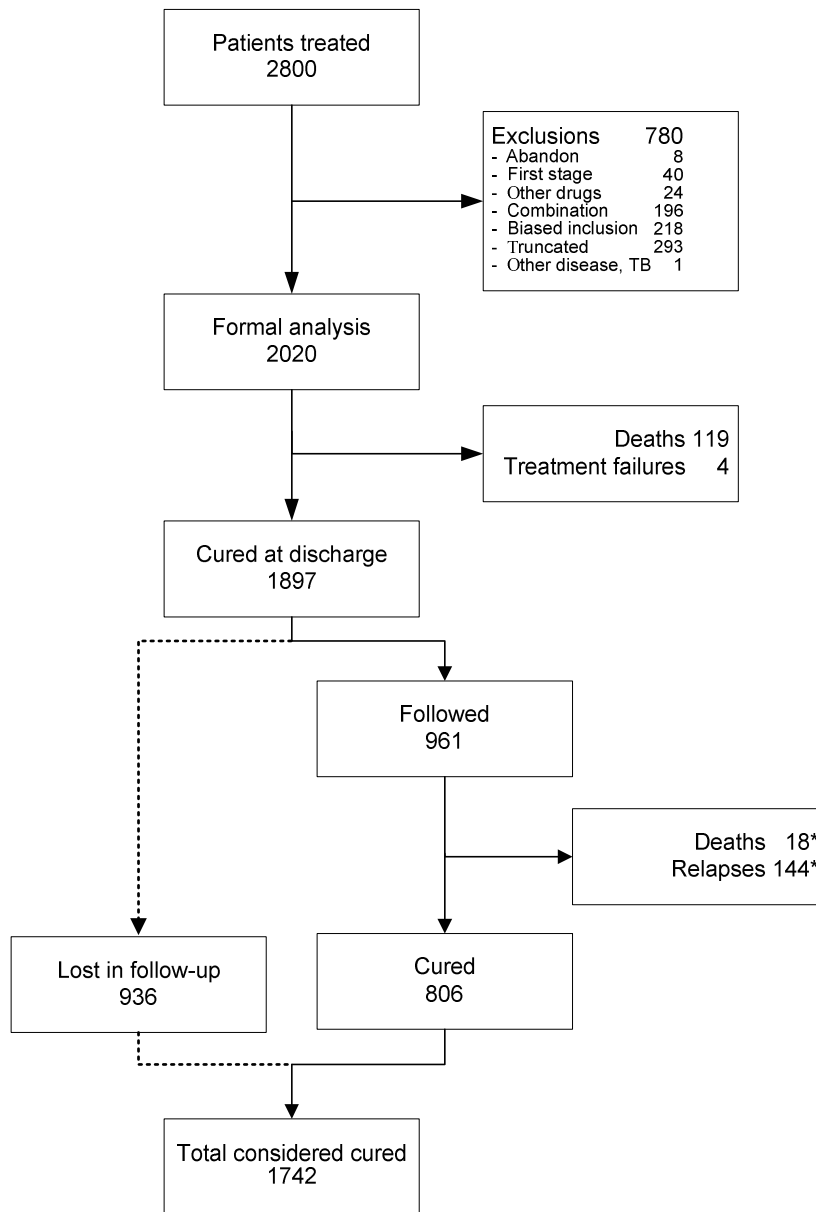 Patients treated
2800
Exclusions 780
- Abandon 8
- First stage 40
- Other drugs 24
- Combination 196
- Biased inclusion 218
- Truncated 293
- Other disease, TB 1
Formal analysis
2020
Deaths 119
Treatment failures 4
Cured at discharge
1897
Followed
961
Deaths 18*
Relapses 144*
Lost in follow-up
936
Cured
806
Total considered cured
1742